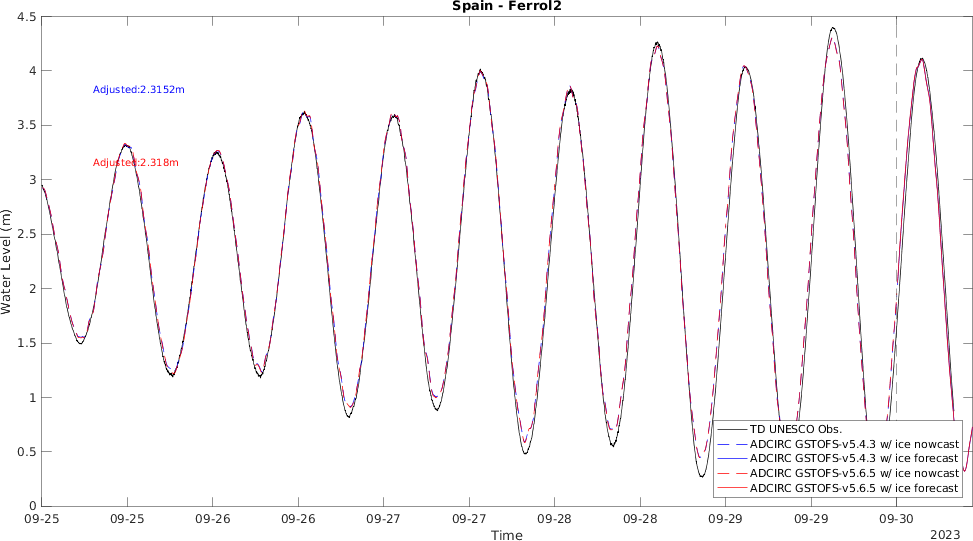 Spain - Ferrol2
4.5
4
3.5
3
2.5
2
1.5
1
0.5
0
Water Level (m)
Adjusted:2.3152m
Adjusted:2.318m
TD UNESCO Obs.
ADCIRC GSTOFS-v5.4.3 w/ ice nowcast
ADCIRC GSTOFS-v5.4.3 w/ ice forecast
ADCIRC GSTOFS-v5.6.5 w/ ice nowcast
ADCIRC GSTOFS-v5.6.5 w/ ice forecast
09-25 09-25 09-26 09-26 09-27 09-27 09-28 09-28 09-29 09-29 09-30
Time
2023